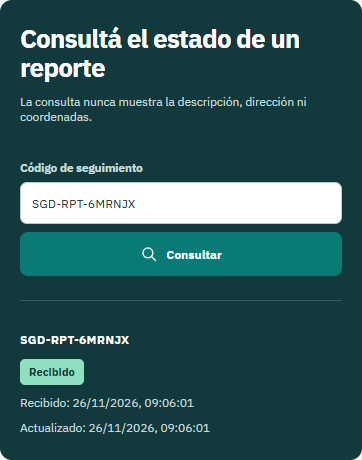 Consultá el estado de un
reporte
La consulta nunca muestra la descripción, dirección ni
coordenadas.
Código de seguimiento
SGD-RPT-6MRNJX
Consultar
SGD-RPT-6MRNJX
Recibido
Recibido: 26/11/2026, 09:06:01
Actualizado: 26/11/2026, 09:06:01